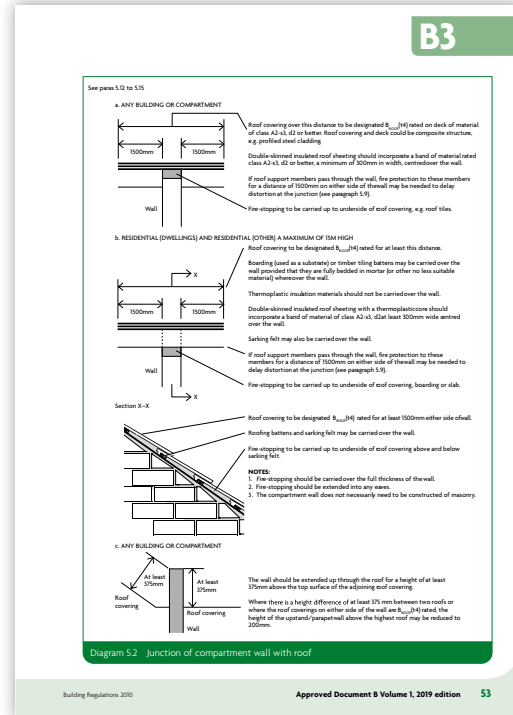 B3
See paras 5.12 to 5.15
a. ANY BUILDING OR COMPARTMENT
1500mm 1500mm
Wall
Roof covering over this distance to be designated BROOF(t4) rated on deck of material
of class A2-s3, d2 or better. Roof covering and deck could be composite structure,
e.g. profiled steel cladding
Double-skinned insulated roof sheeting should incorporate a band of material rated
class A2-s3, d2 or better, a minimum of 300mm in width, centred over the wall.
If roof support members pass through the wall, fire protection to these members
for a distance of 1500mm on either side of the wall may be needed to delay
distortion at the junction (see paragraph 5.9).
Fire-stopping to be carried up to underside of roof covering, e.g. roof tiles.
b. RESIDENTIAL (DWELLINGS) AND RESIDENTIAL (OTHER) A MAXIMUM OF 15M HIGH
X
1500mm 1500mm
Wall
X
Roof covering to be designated BROOF(t4) rated for at least this distance.
Boarding (used as a substrate) or timber tiling battens may be carried over the
wall provided that they are fully bedded in mortar (or other no less suitable
material) where over the wall.
Thermoplastic insulation materials should not be carried over the wall.
Double-skinned insulated roof sheeting with a thermoplastic core should
incorporate a band of material of class A2-s3, d2 at least 300mm wide centred
over the wall.
Sarking felt may also be carried over the wall.
If roof support members pass through the wall, fire protection to these
members for a distance of 1500mm on either side of the wall may be needed to
delay distortion at the junction (see paragraph 5.9).
Fire-stopping to be carried up to underside of roof covering, boarding or slab.
Section X–X
Roof covering to be designated BROOF(t4) rated for at least 1500mm either side of wall.
Roofing battens and sarking felt may be carried over the wall.
Fire-stopping to be carried up to underside of roof covering above and below
sarking felt.
NOTES:
1. Fire-stopping should be carried over the full thickness of the wall.
2. Fire-stopping should be extended into any eaves.
3. The compartment wall does not necessarily need to be constructed of masonry.
c. ANY BUILDING OR COMPARTMENT
At least
375mm
At least
375mm
Roof
covering
Roof covering
Wall
The wall should be extended up through the roof for a height of at least
375mm above the top surface of the adjoining roof covering.
Where there is a height difference of at least 375 mm between two roofs or
where the roof coverings on either side of the wall are BROOF(t4) rated, the
height of the upstand/parapet wall above the highest roof may be reduced to
200mm.
Diagram 5.2 Junction of compartment wall with roof
Building Regulations 2010
Approved Document B Volume 1, 2019 edition 53